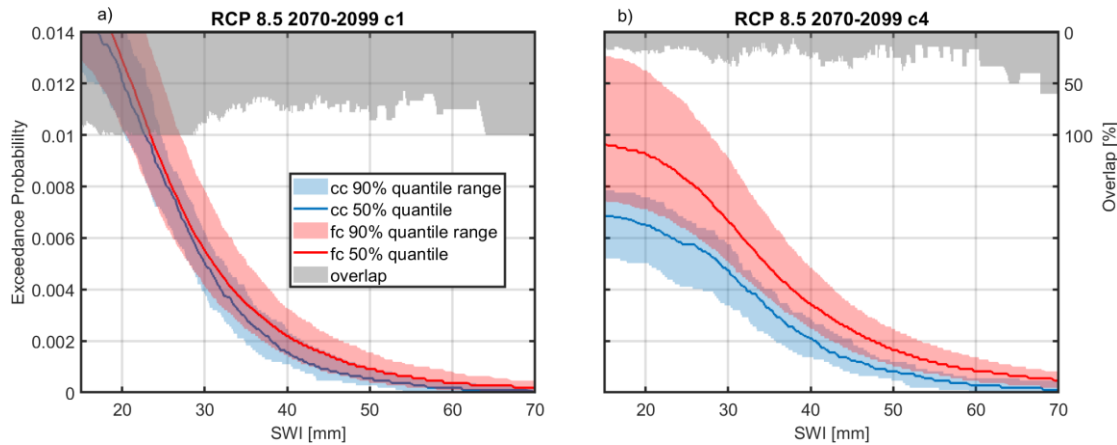 a) RCP 8.5 2070-2099 c1
0.014
0.012
0.01
0.008
0.006
0.004
0.002
0
Exceedance Probability
cc 90% quantile range
cc 50% quantile
fc 90% quantile range
fc 50% quantile
overlap
20 30 40 50 60 70
SWI [mm]
b) RCP 8.5 2070-2099 c4
0
50
100
Overlap [%]
20 30 40 50 60 70
SWI [mm]